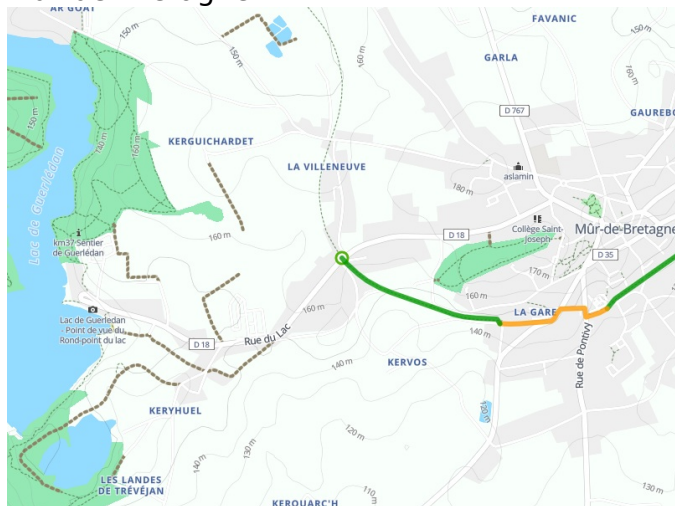 AR GOAT
FAVANIC
150 m
150 m
160 m
GARLA
150 m
160 m
D 767
GAUREBO
140 m
160 m
KERGUICHARDET
LA VILLENEUVE
aslamin
180 m
Lac de Guerlédan
km37 Sentier
de Guerlédan
160 m
D 18
Collège Saint-
Joseph
Mûr-de-Bretagne
D 35
170 m
160 m
160 m
Lac de Guerlédan
- Point de vue du
Rond-point du lac
D 18
Rue du Lac
LA GARE
140 m
140 m
KERVOS
Rue de Pontivy
KERYHUEL
120 m
120 m
130 m
140 m
LES LANDES
DE TRÉVÉJAN
110 m
130 m
KEROUARC'H